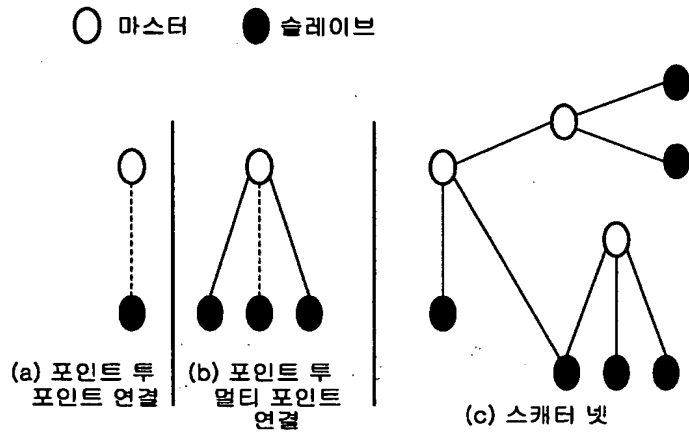 마스터 슬레이브
(a) 포인트 투
포인트 연결
(b) 포인트 투
멀티 포인트
연결
(c) 스캐터 넷